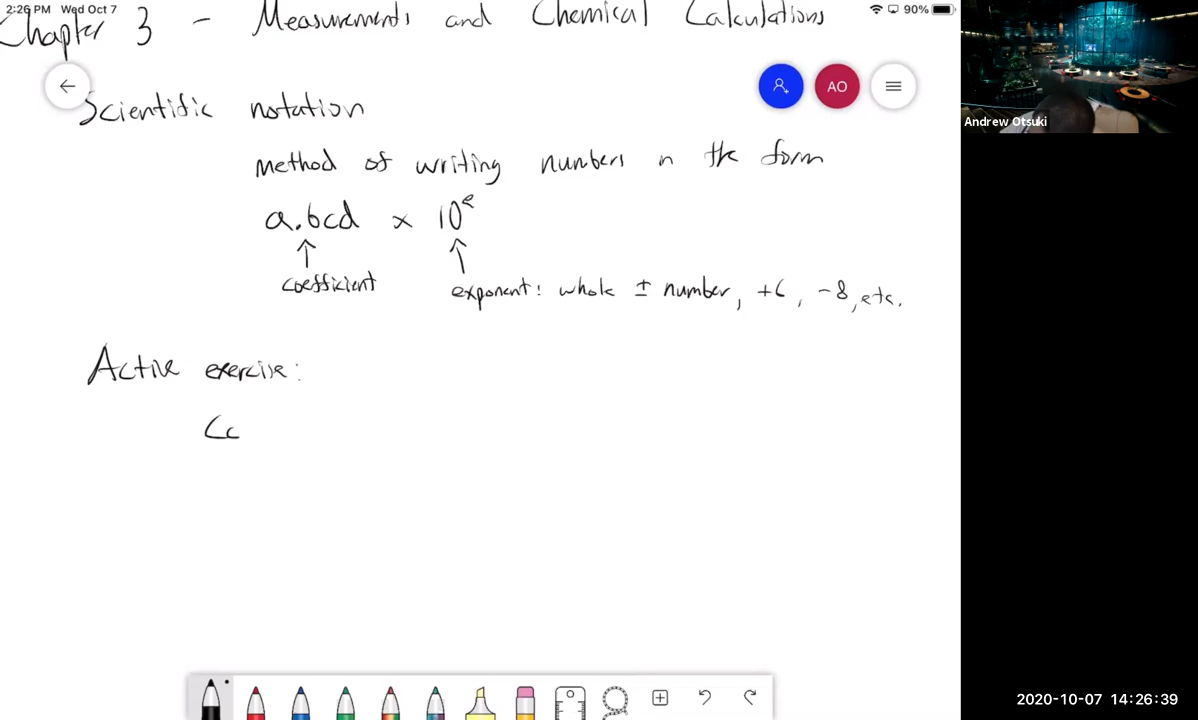 2:26 PM Wed Oct 7
90%
Chapter 3 - Measurements and Chemical Calculations
AO
Andrew Otsuki
Scientific notation
method of writing numbers in the form
a.bcd x 10^e
coefficient
exponent: whole ± number, +6, -8, etc.
Active exercise:
Co
2020-10-07 14:26:39